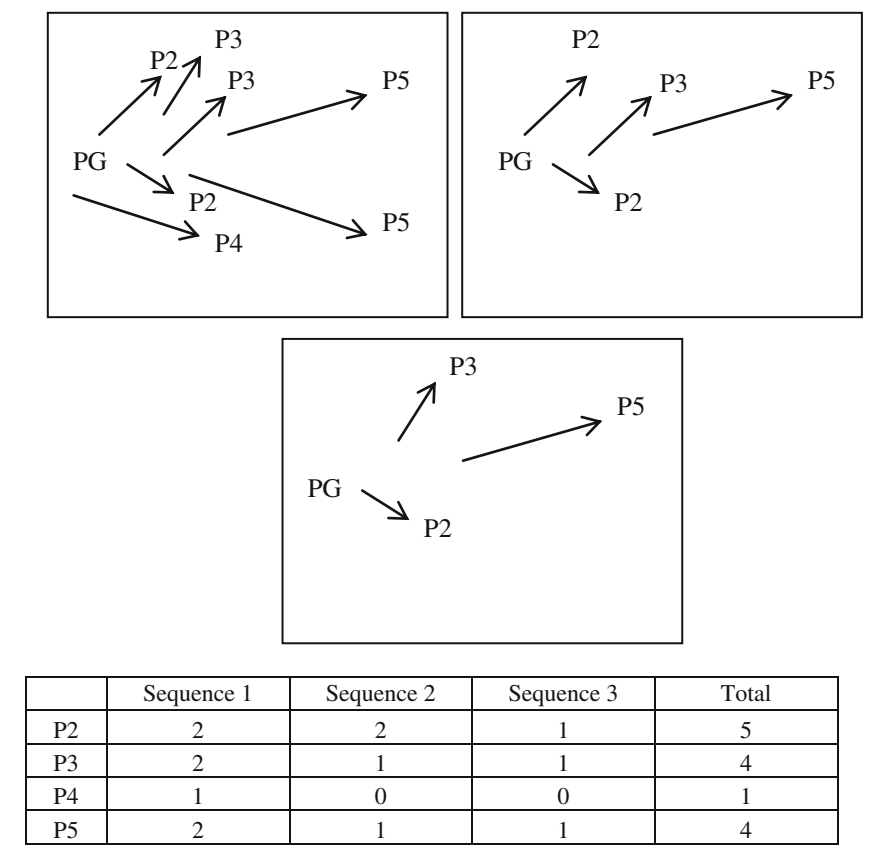 P3
P2
P3
P5
PG
P2
P5
P4
P2
P3
P5
PG
P2
P3
P5
PG
P2
Sequence 1 Sequence 2 Sequence 3 Total
P2 2 2 1 5
P3 2 1 1 4
P4 1 0 0 1
P5 2 1 1 4